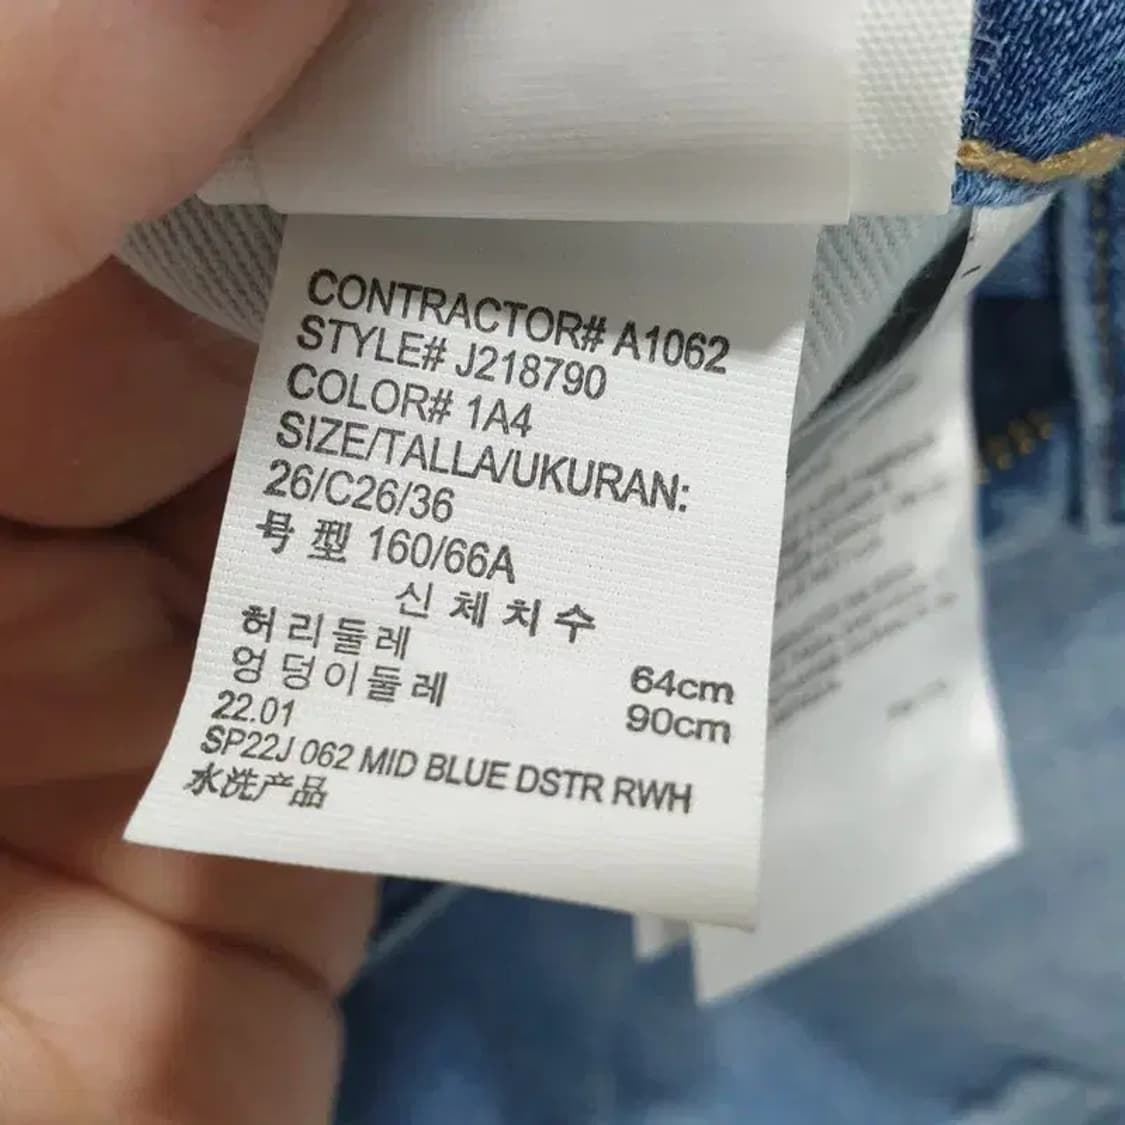 CONTRACTOR# A1062
STYLE# J218790
COLOR# 1A4
SIZE/TALLA/UKURAN:
26/C26/36
号 型 160/66A
신 체 치 수
허리둘레 64cm
엉덩이둘레 90cm
22.01
SP22J 062 MID BLUE DSTR RWH
水洗产品